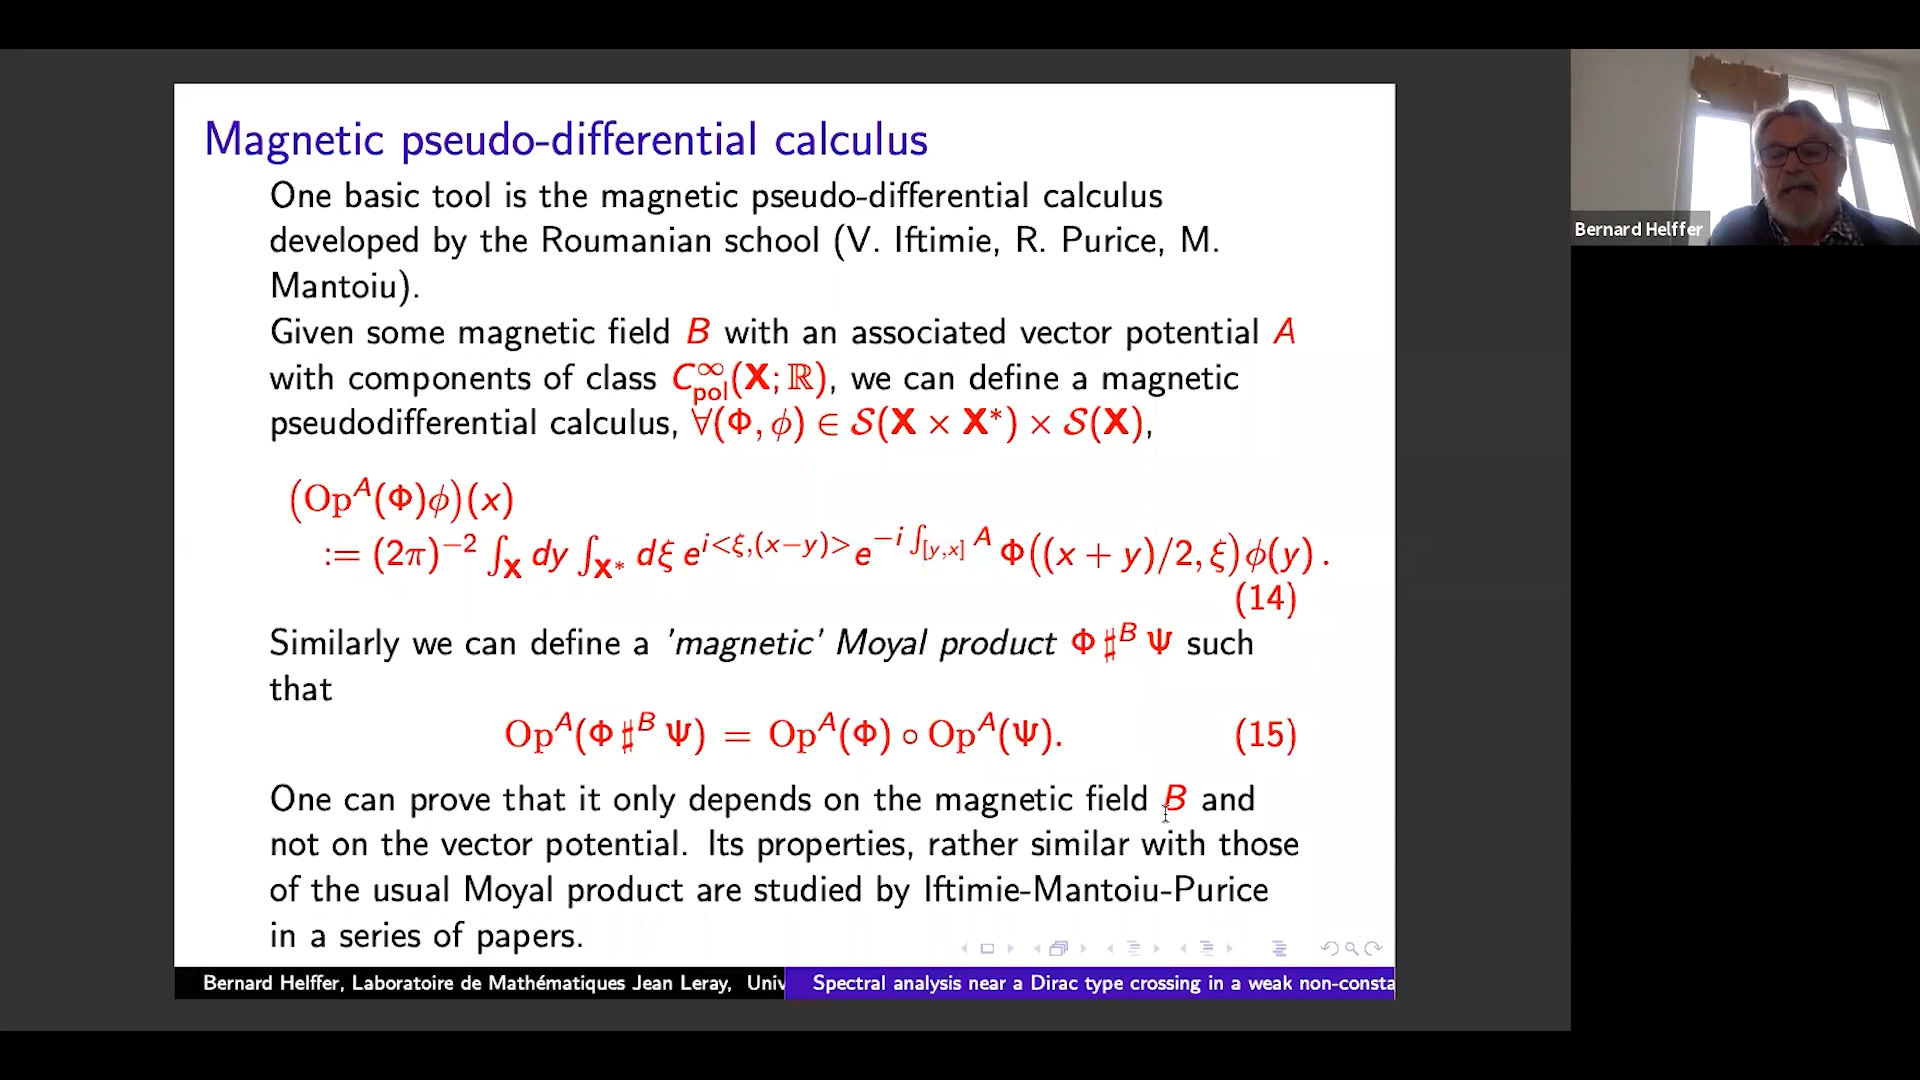 Magnetic pseudo-differential calculus
One basic tool is the magnetic pseudo-differential calculus
developed by the Roumanian school (V. Iftimie, R. Purice, M.
Mantoiu).
Given some magnetic field B with an associated vector potential A
with components of class C^∞_pol(X; ℝ), we can define a magnetic
pseudodifferential calculus, ∀(Φ, ϕ) ∈ 𝒮(X × X*) × 𝒮(X),
(Op^A(Φ)ϕ)(x)
:= (2π)^{-2} ∫_X dy ∫_{X*} dξ e^{i<ξ,(x−y)>} e^{−i ∫_{[y,x]} A} Φ((x + y)/2, ξ)ϕ(y) .
(14)
Similarly we can define a 'magnetic' Moyal product Φ ♯^B Ψ such
that
Op^A(Φ ♯^B Ψ) = Op^A(Φ) ∘ Op^A(Ψ). (15)
One can prove that it only depends on the magnetic field B and
not on the vector potential. Its properties, rather similar with those
of the usual Moyal product are studied by Iftimie-Mantoiu-Purice
in a series of papers.
Bernard Helffer, Laboratoire de Mathématiques Jean Leray, Univ
Spectral analysis near a Dirac type crossing in a weak non-consta
Bernard Helffer